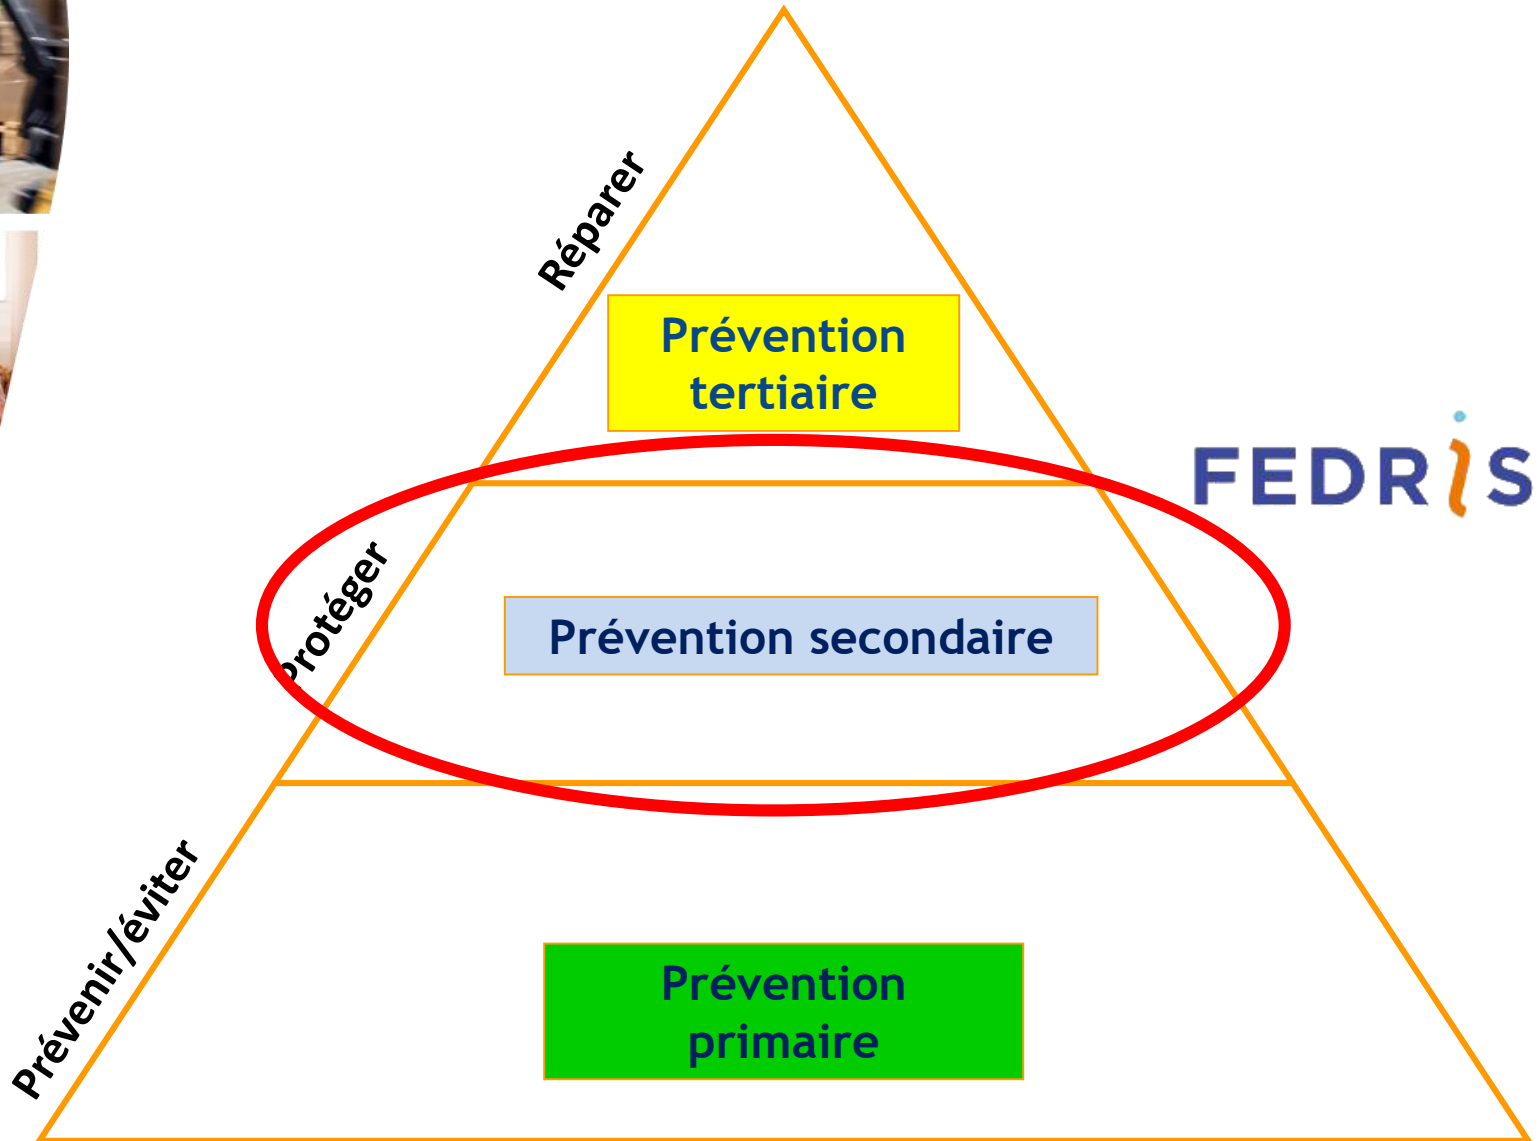 Réparer
Prévention
tertiaire
FEDRIS
Protéger
Prévention secondaire
Prévenir/éviter
Prévention
primaire